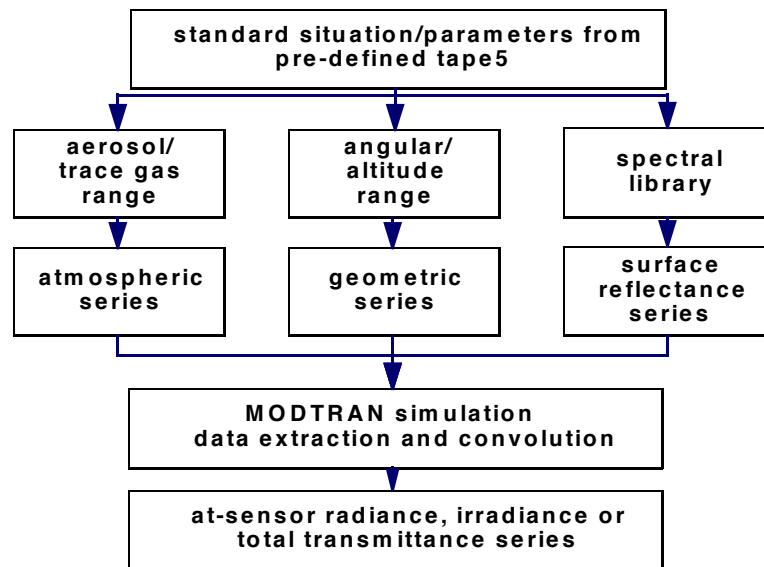 standard situation/parameters from
pre-defined tape5
aerosol/
trace gas
range
angular/
altitude
range
spectral
library
atmospheric
series
geometric
series
surface
reflectance
series
MODTRAN simulation
data extraction and convolution
at-sensor radiance, irradiance or
total transmittance series